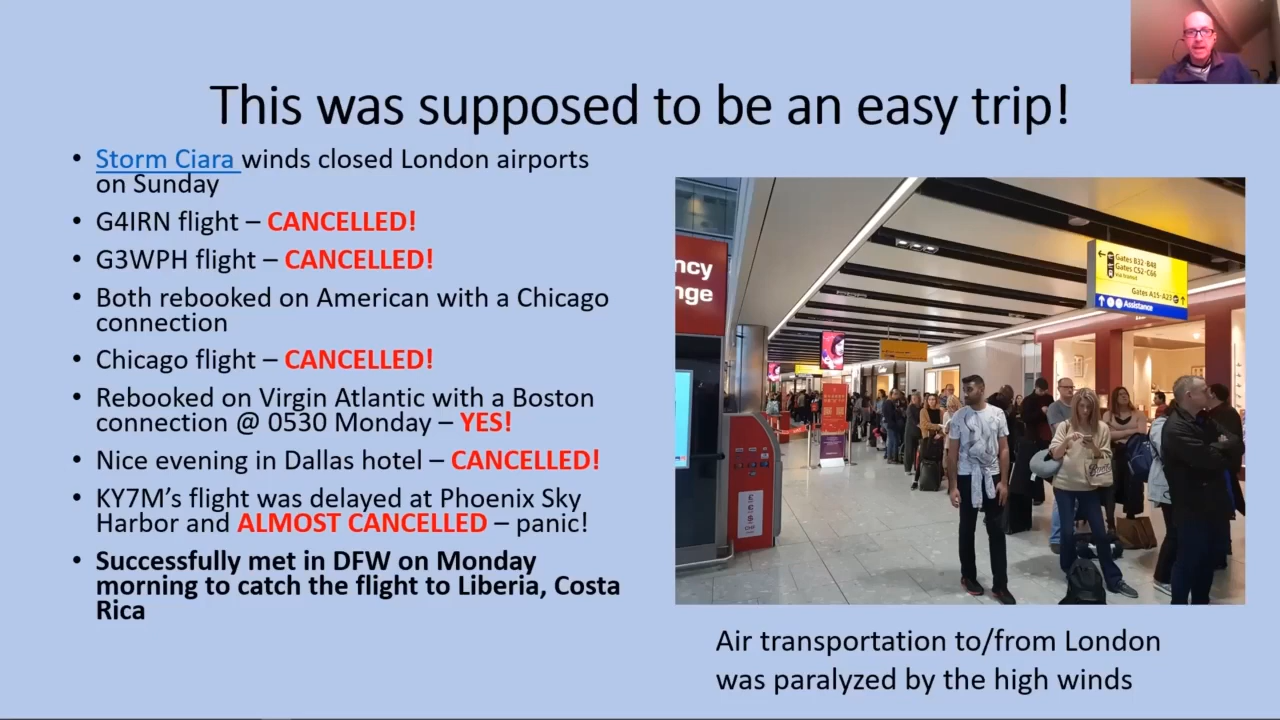 This was supposed to be an easy trip!
• Storm Ciara winds closed London airports
on Sunday
• G4IRN flight – CANCELLED!
• G3WPH flight – CANCELLED!
• Both rebooked on American with a Chicago
connection
• Chicago flight – CANCELLED!
• Rebooked on Virgin Atlantic with a Boston
connection @ 0530 Monday – YES!
• Nice evening in Dallas hotel – CANCELLED!
• KY7M's flight was delayed at Phoenix Sky
Harbor and ALMOST CANCELLED – panic!
• Successfully met in DFW on Monday
morning to catch the flight to Liberia, Costa
Rica
ncy
nge
Gates B32-B48
Gates C52-C66
via transit
Gates A15-A23
Assistance
Air transportation to/from London
was paralyzed by the high winds